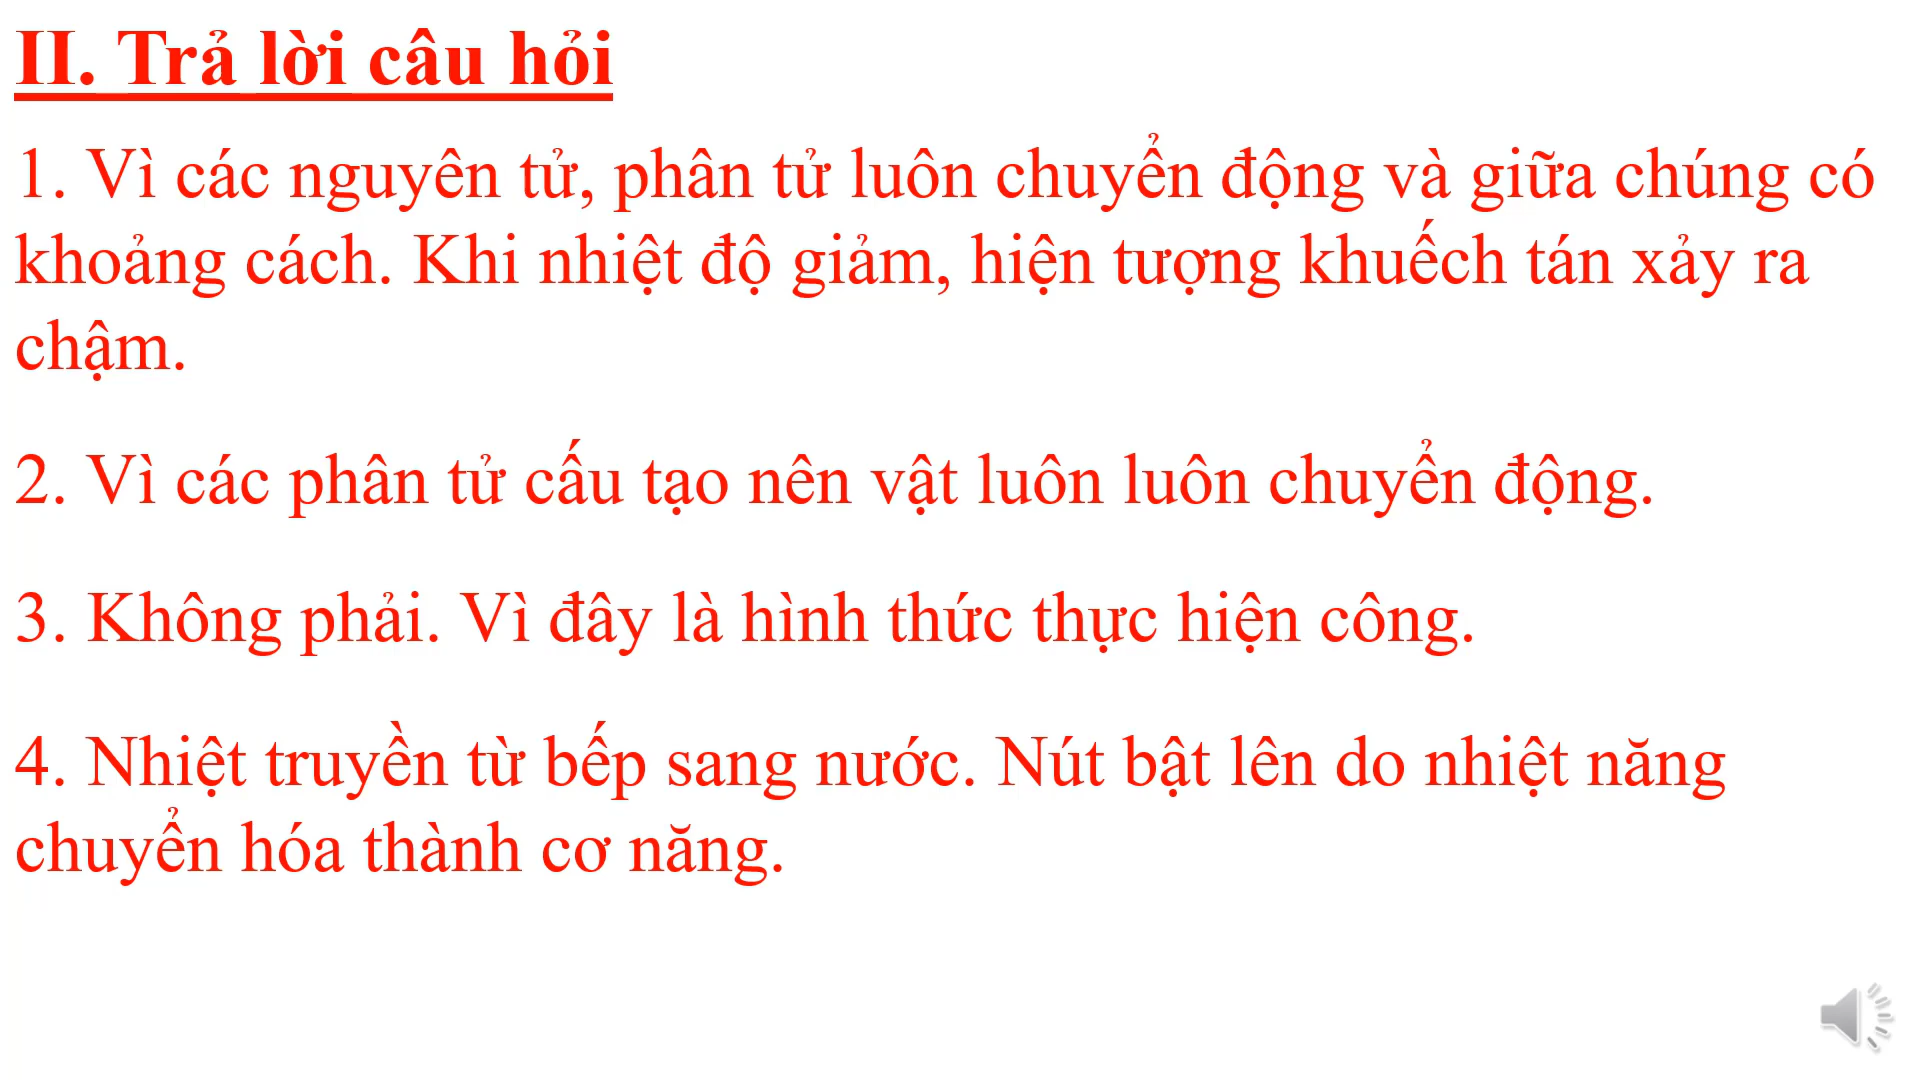 II. Trả lời câu hỏi
1. Vì các nguyên tử, phân tử luôn chuyển động và giữa chúng có
khoảng cách. Khi nhiệt độ giảm, hiện tượng khuếch tán xảy ra
chậm.
2. Vì các phân tử cấu tạo nên vật luôn luôn chuyển động.
3. Không phải. Vì đây là hình thức thực hiện công.
4. Nhiệt truyền từ bếp sang nước. Nút bật lên do nhiệt năng
chuyển hóa thành cơ năng.